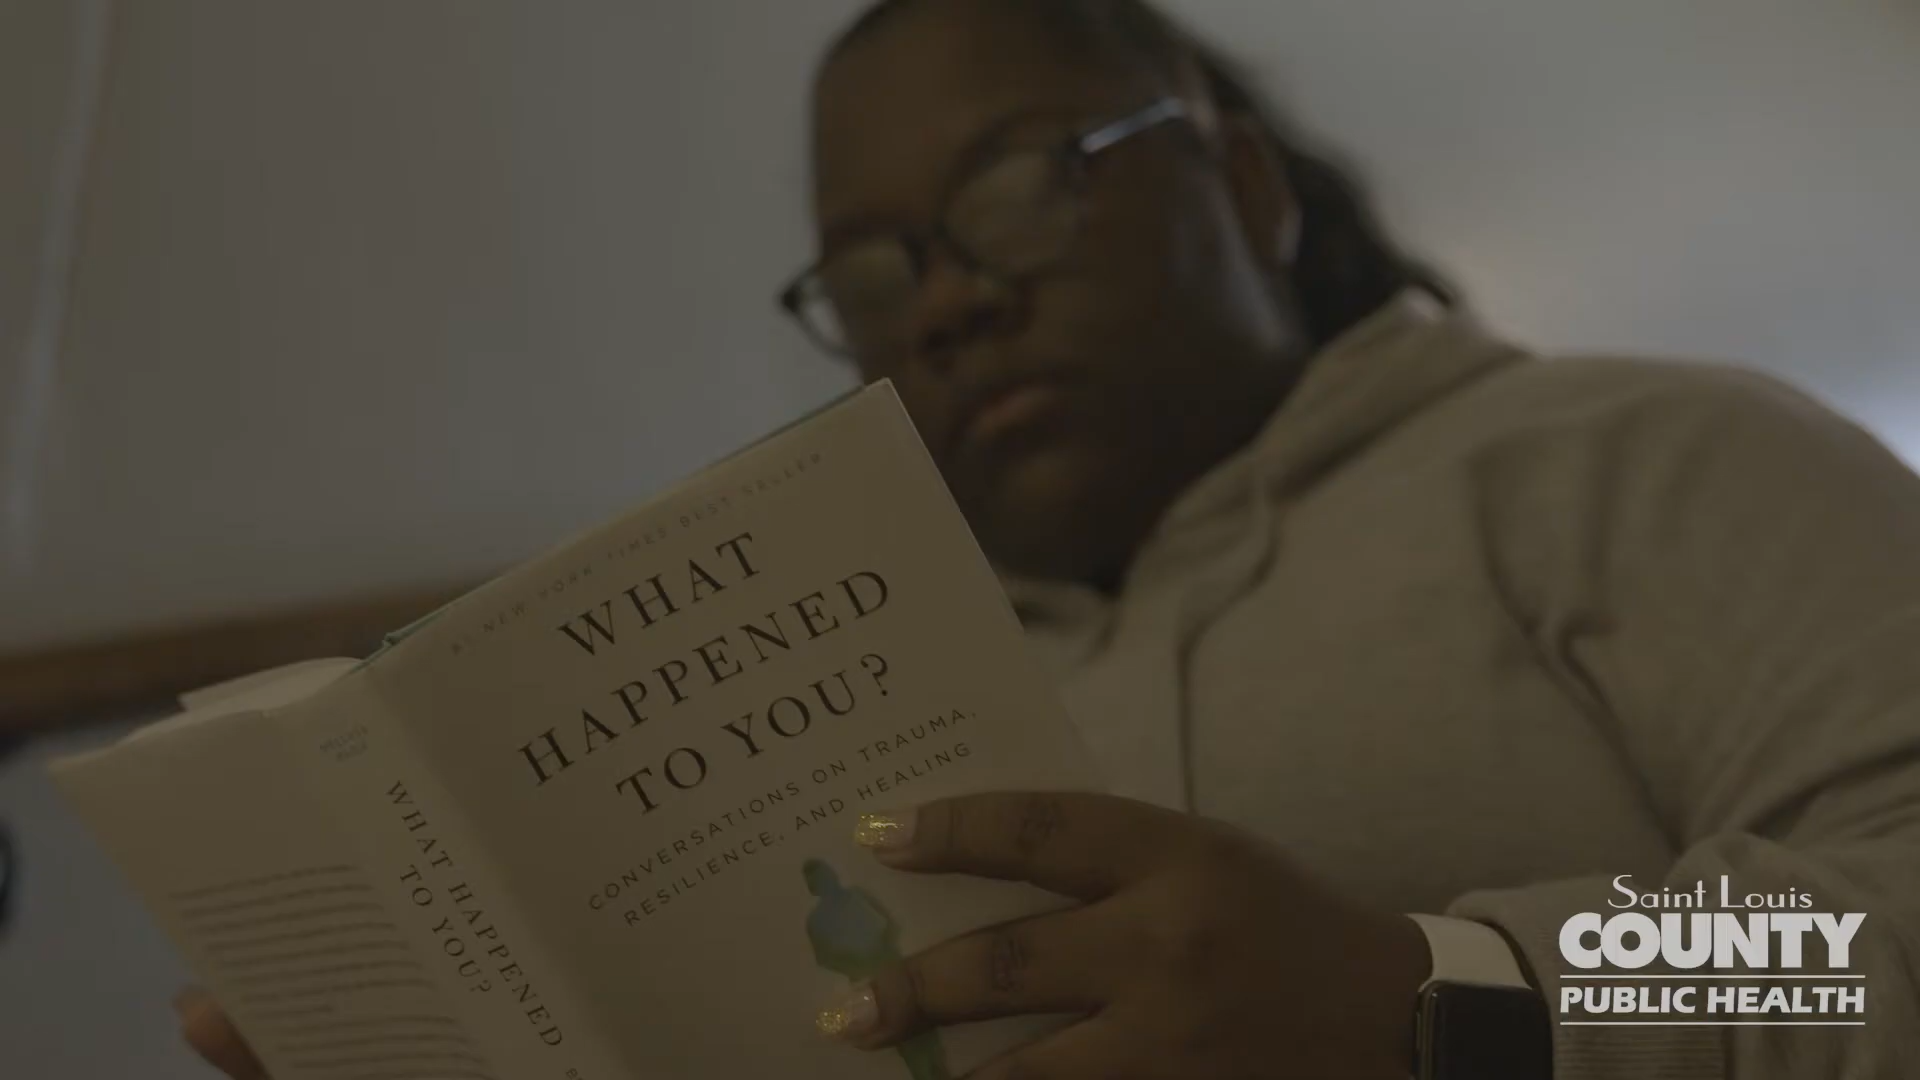 #1 NEW YORK TIMES BEST SELLER
WHAT
HAPPENED
TO YOU?
CONVERSATIONS ON TRAUMA,
RESILIENCE, AND HEALING
WHAT HAPPENED
TO YOU?
Saint Louis
COUNTY
PUBLIC HEALTH